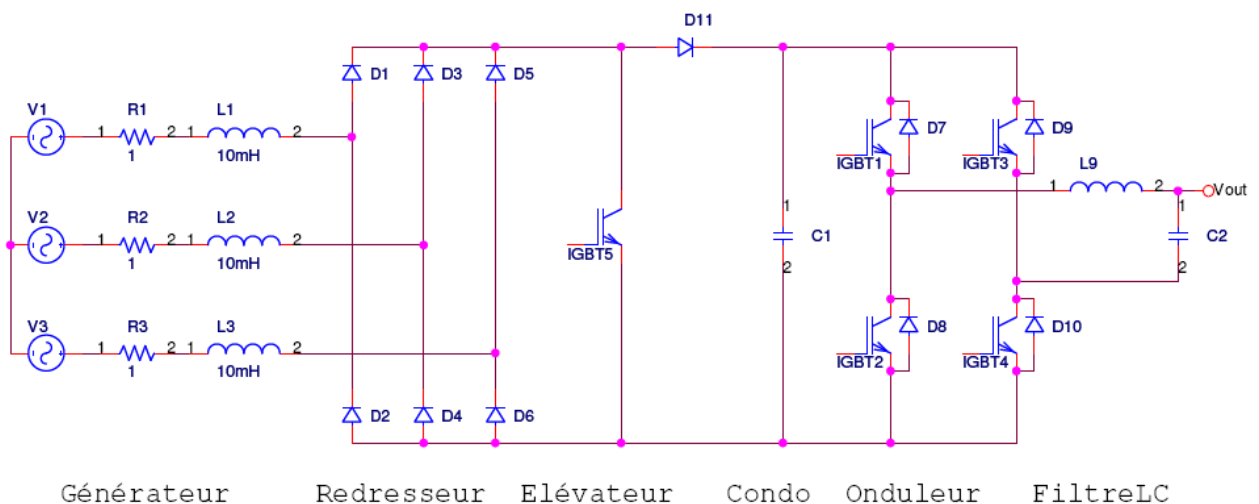 D11
D1 D3 D5
V1 R1 L1
1 2 1 2
1 10mH
D7 D9
IGBT1 IGBT3
L9
1 2 Vout
V2 R2 L2
1 2 1 2
1 10mH
IGBT5
1
C1
2
1
C2
2
V3 R3 L3
1 2 1 2
1 10mH
D8 D10
IGBT2 IGBT4
D2 D4 D6
Générateur Redresseur Elévateur Condo Onduleur FiltreLC